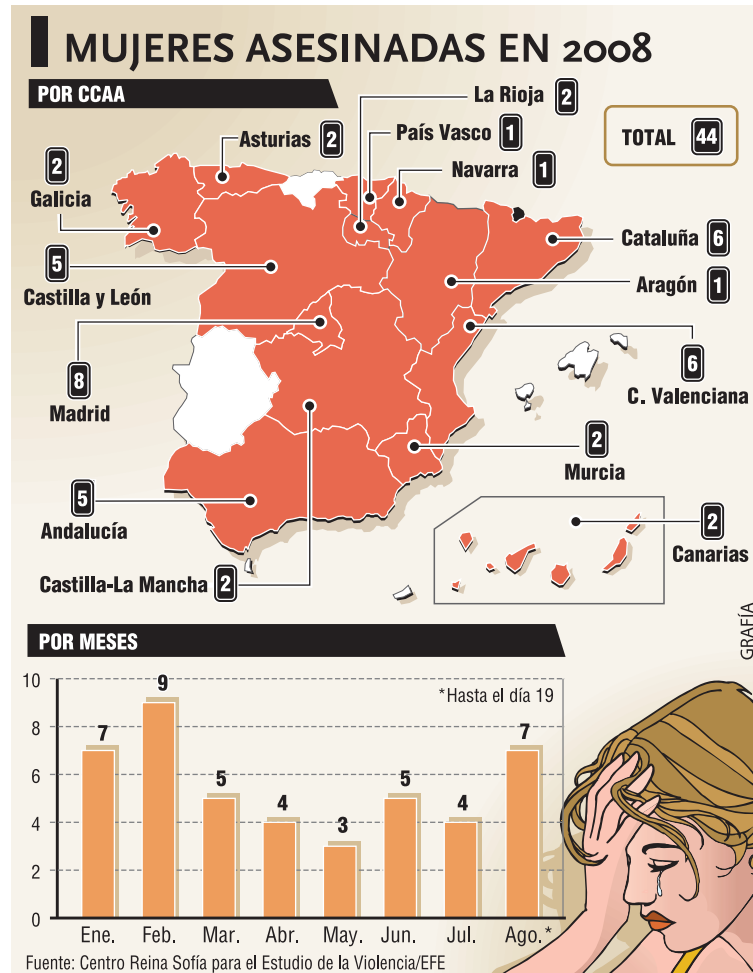 MUJERES ASESINADAS EN 2008
POR CCAA
TOTAL 44
La Rioja 2
Asturias 2
País Vasco 1
Navarra 1
2
Galicia
Cataluña 6
5
Castilla y León
Aragón 1
8
Madrid
6
C. Valenciana
2
Murcia
5
Andalucía
2
Canarias
Castilla-La Mancha 2
GRAFÍA
POR MESES
*Hasta el día 19
10
8
6
4
2
0
7
9
5
4
3
5
4
7
Ene. Feb. Mar. Abr. May. Jun. Jul. Ago.*
Fuente: Centro Reina Sofía para el Estudio de la Violencia/EFE